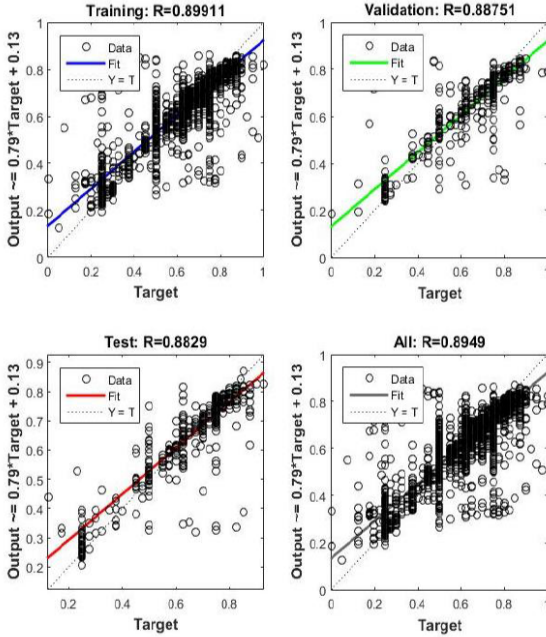 Training: R=0.89911
Output ~= 0.79*Target + 0.13
1
0.8
0.6
0.4
0.2
0
Data
Fit
Y = T
0 0.2 0.4 0.6 0.8 1
Target
Validation: R=0.88751
Output ~= 0.79*Target + 0.13
1
0.8
0.6
0.4
0.2
0
Data
Fit
Y = T
0 0.2 0.4 0.6 0.8 1
Target
Test: R=0.8829
Output ~= 0.79*Target + 0.13
0.9
0.8
0.7
0.6
0.5
0.4
0.3
0.2
Data
Fit
Y = T
0.2 0.4 0.6 0.8
Target
All: R=0.8949
Output ~= 0.79*Target + 0.13
1
0.8
0.6
0.4
0.2
0
Data
Fit
Y = T
0 0.2 0.4 0.6 0.8 1
Target